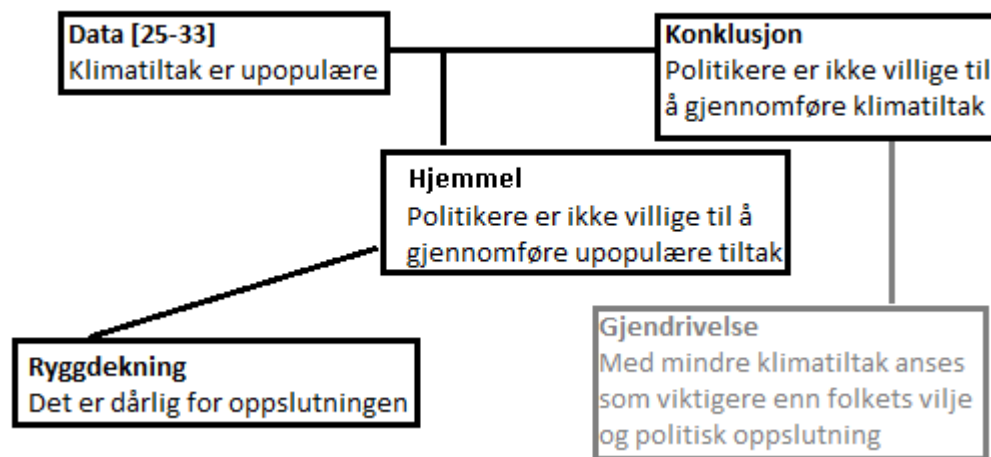 Data [25-33]
Klimatiltak er upopulære
Konklusjon
Politikere er ikke villige til
å gjennomføre klimatiltak
Hjemmel
Politikere er ikke villige til å
gjennomføre upopulære tiltak
Ryggdekning
Det er dårlig for oppslutningen
Gjendrivelse
Med mindre klimatiltak anses
som viktigere enn folkets vilje
og politisk oppslutning